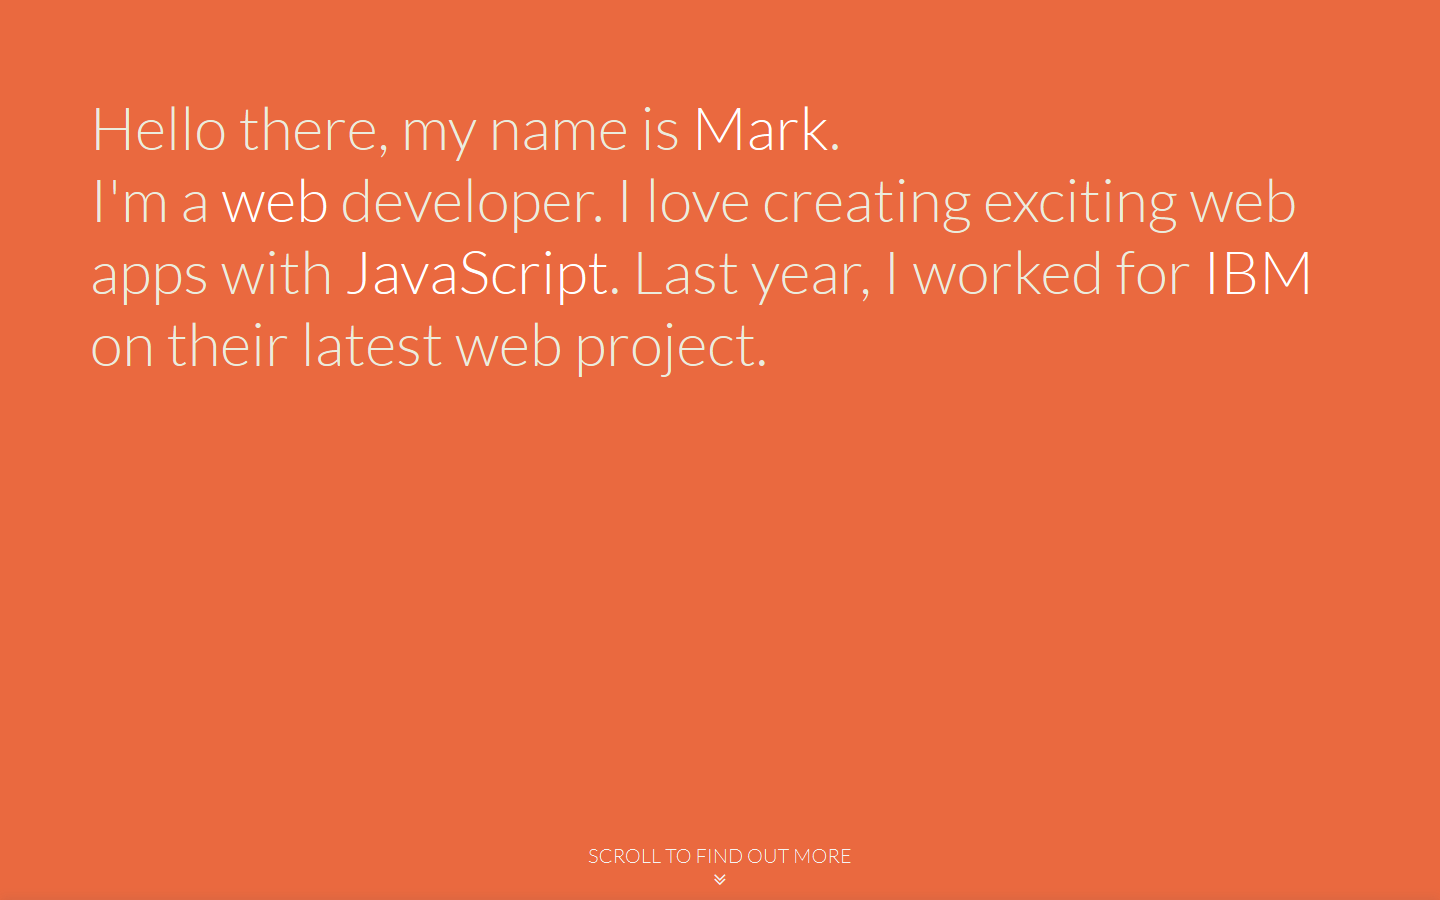 Hello there, my name is Mark.
I'm a web developer. I love creating exciting web
apps with JavaScript. Last year, I worked for IBM
on their latest web project.
SCROLL TO FIND OUT MORE